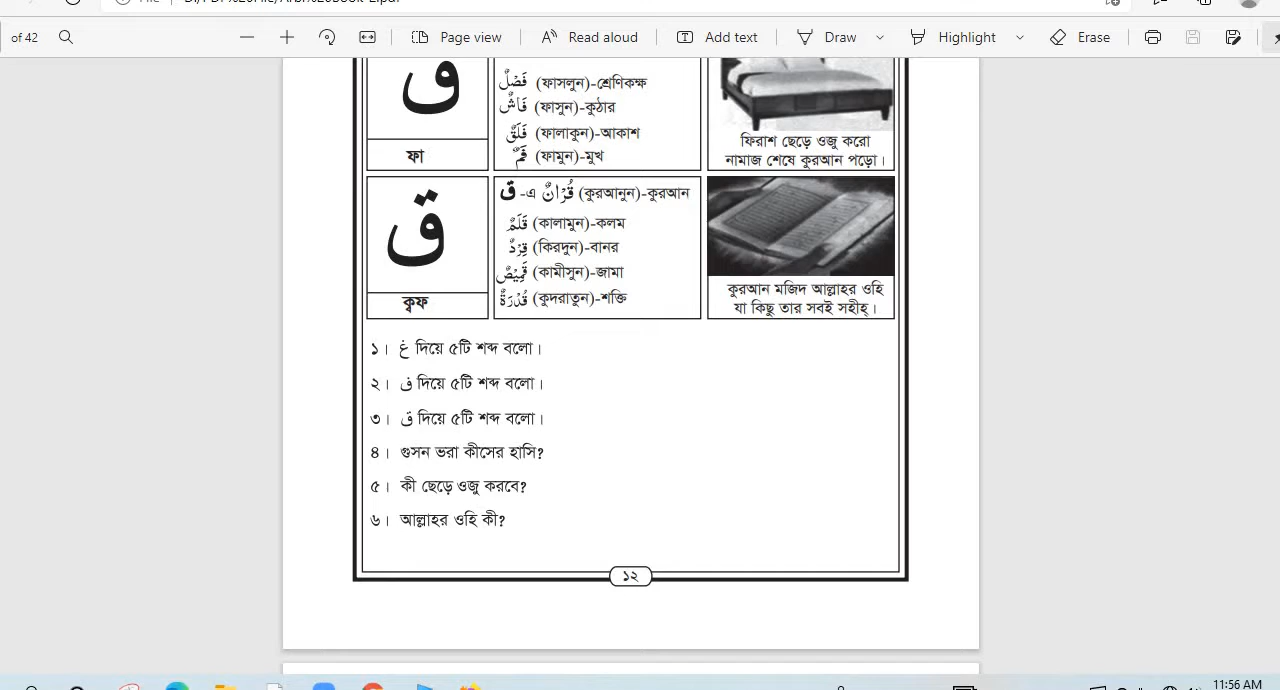 of 42
Page view
Read aloud
Add text
Draw
Highlight
Erase
ف
ফা
فَصْلٌ (ফাসলুন)-শ্রেণিকক্ষ
فَاسٌ (ফাসুন)-কুঠার
فَلَقٌ (ফালাকুন)-আকাশ
فَمٌ (ফামুন)-মুখ
ফিরাশ ছেড়ে ওজু করো
নামাজ শেষে কুরআন পড়ো।
ق
ক্বফ
ق -এ قُرْاٰنٌ (কুরআনুন)-কুরআন
قَلَمٌ (কালামুন)-কলম
قِرْدٌ (কিরদুন)-বানর
قَمِيْصٌ (কামীসুন)-জামা
قُدْرَةٌ (কুদরাতুন)-শক্তি
কুরআন মজিদ আল্লাহর ওহি
যা কিছু তার সবই সহীহ্।
১। غ দিয়ে ৫টি শব্দ বলো।
২। ف দিয়ে ৫টি শব্দ বলো।
৩। ق দিয়ে ৫টি শব্দ বলো।
৪। গুসন ভরা কীসের হাসি?
৫। কী ছেড়ে ওজু করবে?
৬। আল্লাহর ওহি কী?
১২
11:56 AM